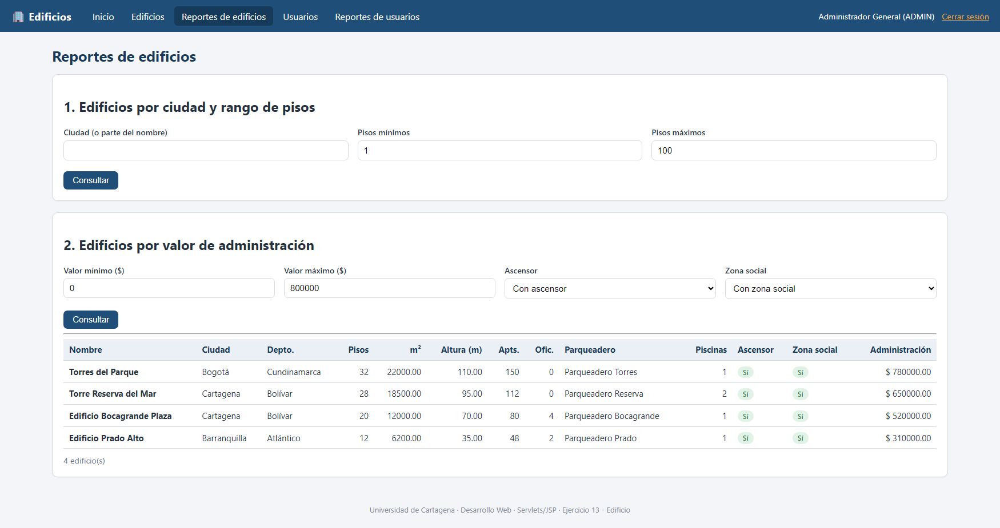 Edificios Inicio Edificios Reportes de edificios Usuarios Reportes de usuarios Administrador General (ADMIN) Cerrar sesión
Reportes de edificios
1. Edificios por ciudad y rango de pisos
Ciudad (o parte del nombre) Pisos mínimos Pisos máximos
1 100
Consultar
2. Edificios por valor de administración
Valor mínimo ($) Valor máximo ($) Ascensor Zona social
0 800000 Con ascensor Con zona social
Consultar
Nombre Ciudad Depto. Pisos m² Altura (m) Apts. Ofic. Parqueadero Piscinas Ascensor Zona social Administración
Torres del Parque Bogotá Cundinamarca 32 22000.00 110.00 150 0 Parqueadero Torres 1 Sí Sí $ 780000.00
Torre Reserva del Mar Cartagena Bolívar 28 18500.00 95.00 112 0 Parqueadero Reserva 2 Sí Sí $ 650000.00
Edificio Bocagrande Plaza Cartagena Bolívar 20 12000.00 70.00 80 4 Parqueadero Bocagrande 1 Sí Sí $ 520000.00
Edificio Prado Alto Barranquilla Atlántico 12 6200.00 35.00 48 2 Parqueadero Prado 1 Sí Sí $ 310000.00
4 edificio(s)
Universidad de Cartagena · Desarrollo Web · Servlets/JSP · Ejercicio 13 - Edificio